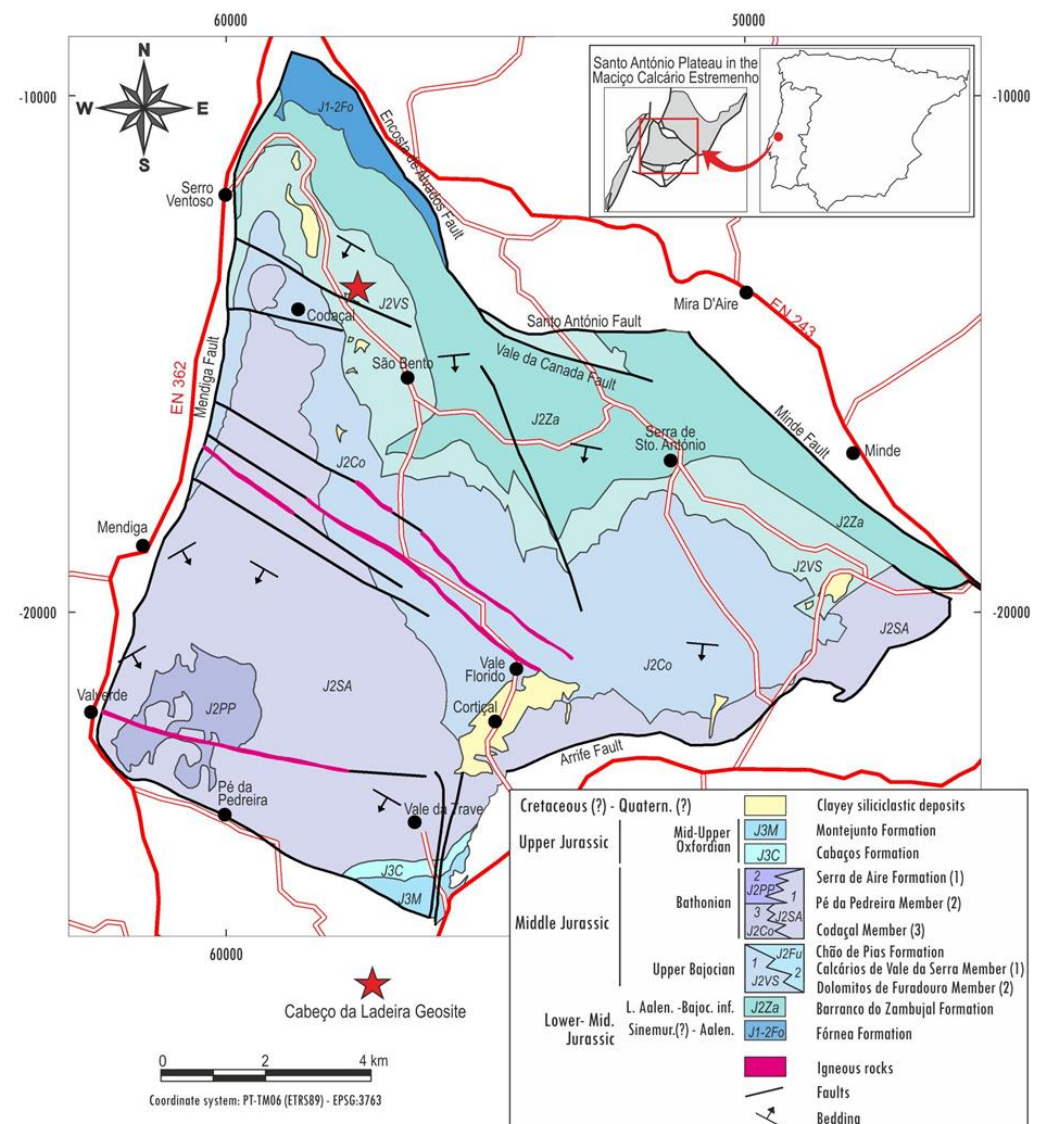 60000
50000
-10000
-10000
N
W
E
S
Santo António Plateau in the
Maciço Calcário Estremenho
J1-2Fo
Encosta de Alvados Fault
Serro
Ventoso
J2VS
Codaçal
Mira D'Aire
EN 243
Santo António Fault
Vale da Canada Fault
São Bento
Mendiga Fault
EN 362
J2Za
Minde Fault
Serra de
Sto. António
Minde
J2Co
J2Za
Mendiga
J2VS
-20000
-20000
J2SA
Vale
Florido
J2Co
J2SA
Valverde
J2PP
Cortiçal
Arrife Fault
Pé da
Pedreira
Vale da Trave
J3C
J3M
60000
Cabeço da Ladeira Geosite
0
2
4 km
Coordinate system: PT-TM06 (ETRS89) - EPSG:3763
Cretaceous (?) - Quatern. (?)
Clayey siliciclastic deposits
Upper Jurassic
Mid-Upper
Oxfordian
J3M
Montejunto Formation
J3C
Cabaços Formation
Middle Jurassic
Bathonian
2
J2PP
1
3
J2SA
J2Co
Serra de Aire Formation (1)
Pé da Pedreira Member (2)
Codaçal Member (3)
Upper Bajocian
J2Fu
1
2
J2VS
Chão de Pias Formation
Calcários de Vale da Serra Member (1)
Dolomitos de Furadouro Member (2)
Lower- Mid.
Jurassic
L. Aalen. -Bajoc. inf.
J2Za
Barranco do Zambujal Formation
Sinemur.(?) - Aalen.
J1-2Fo
Fórnea Formation
Igneous rocks
Faults
Bedding